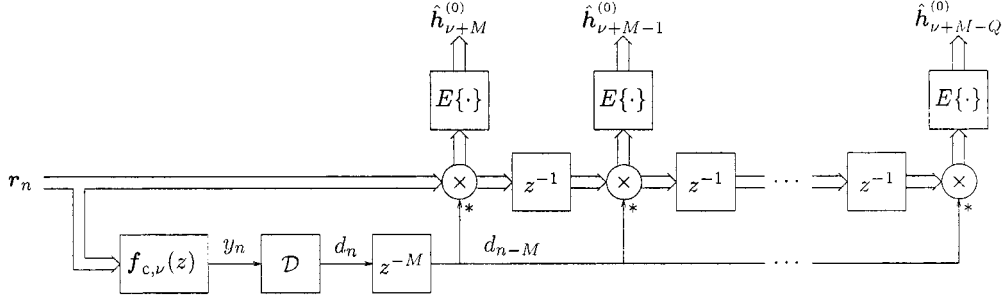 ĥ^{(0)}_{ν+M} ĥ^{(0)}_{ν+M−1} ĥ^{(0)}_{ν+M−Q}
E{·} E{·} E{·}
r_n × z^{−1} × z^{−1} ··· z^{−1} ×
* * *
f_{c,ν}(z) y_n D d_n z^{−M} d_{n−M} ···